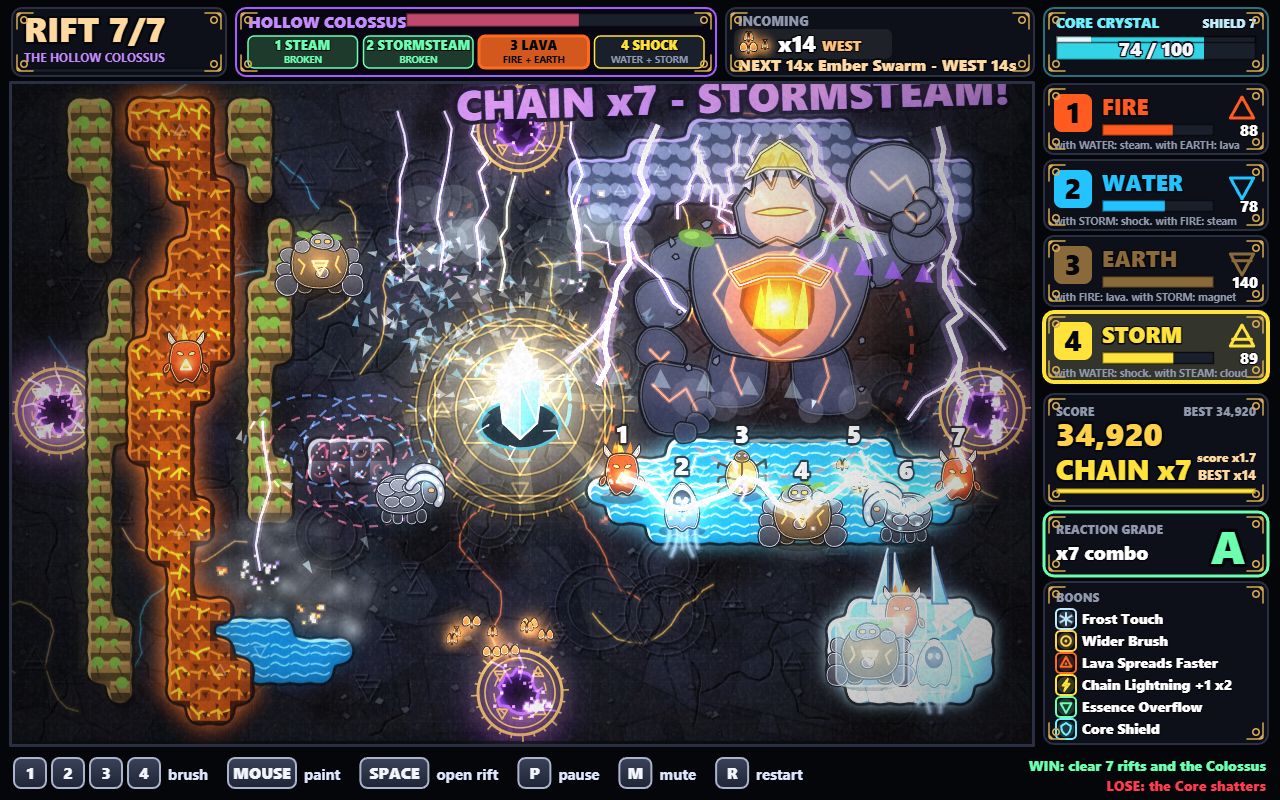 RIFT 7/7
THE HOLLOW COLOSSUS
HOLLOW COLOSSUS
1 STEAM
BROKEN
2 STORMSTEAM
BROKEN
3 LAVA
FIRE + EARTH
4 SHOCK
WATER + STORM
INCOMING
x14 WEST
NEXT 14x Ember Swarm - WEST 14s
CORE CRYSTAL
SHIELD 7
74 / 100
CHAIN x7 - STORMSTEAM!
1 FIRE
88
with WATER: steam. with EARTH: lava
2 WATER
78
with STORM: shock. with FIRE: steam
3 EARTH
140
with FIRE: lava. with STORM: magnet
4 STORM
89
with WATER: shock. with STEAM: cloud
1
2
3
4
5
6
7
SCORE
BEST 34,920
34,920
CHAIN x7
score x1.7
BEST x14
REACTION GRADE
x7 combo
A
BOONS
Frost Touch
Wider Brush
Lava Spreads Faster
Chain Lightning +1 x2
Essence Overflow
Core Shield
1 2 3 4 brush MOUSE paint SPACE open rift P pause M mute R restart
WIN: clear 7 rifts and the Colossus
LOSE: the Core shatters